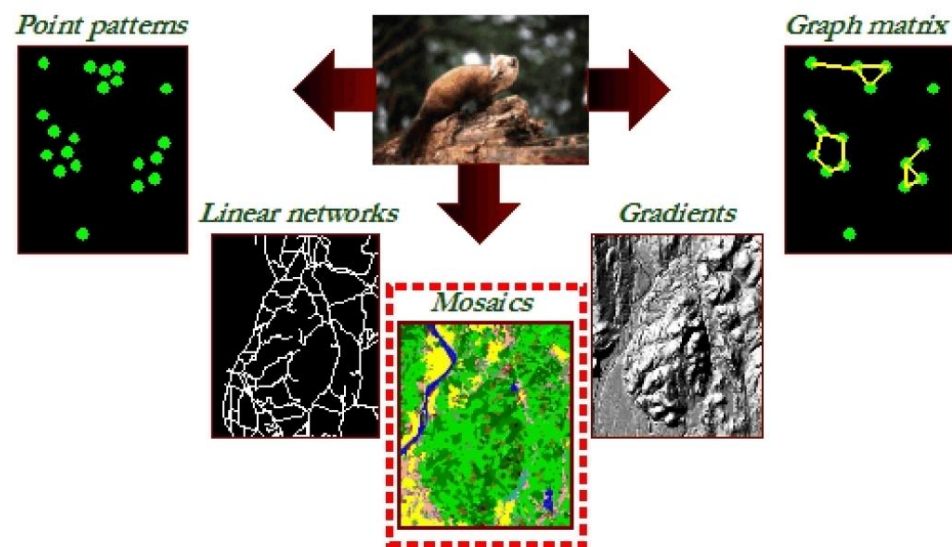 Point patterns
Graph matrix
Linear networks
Gradients
Mosaics